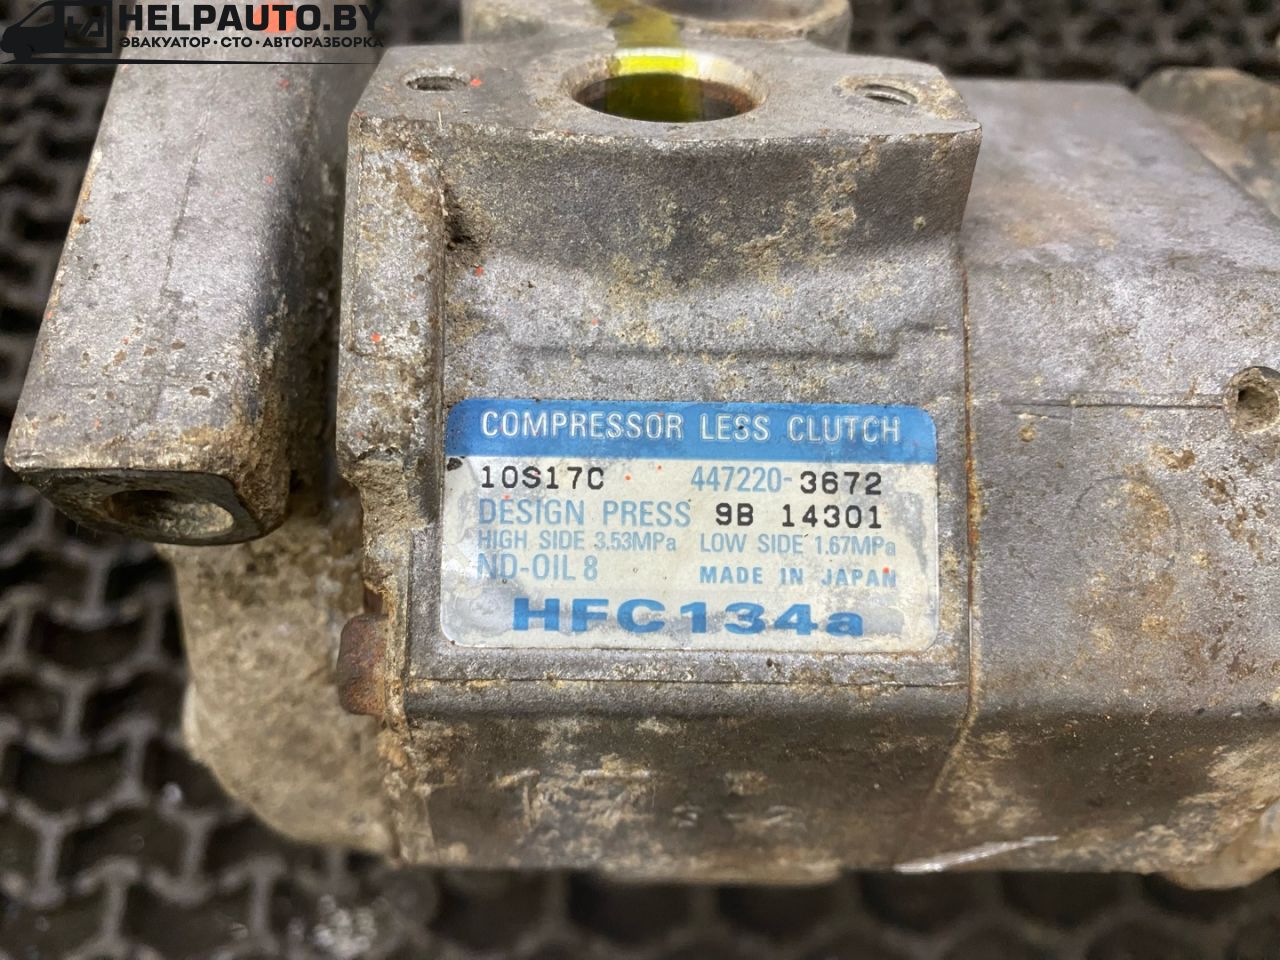 HELPAUTO.BY
ЭВАКУАТОР · СТО · АВТОРАЗБОРКА
COMPRESSOR LESS CLUTCH
10S17C 447220-3672
DESIGN PRESS 9B 14301
HIGH SIDE 3.53MPa LOW SIDE 1.67MPa
ND-OIL 8 MADE IN JAPAN
HFC134a